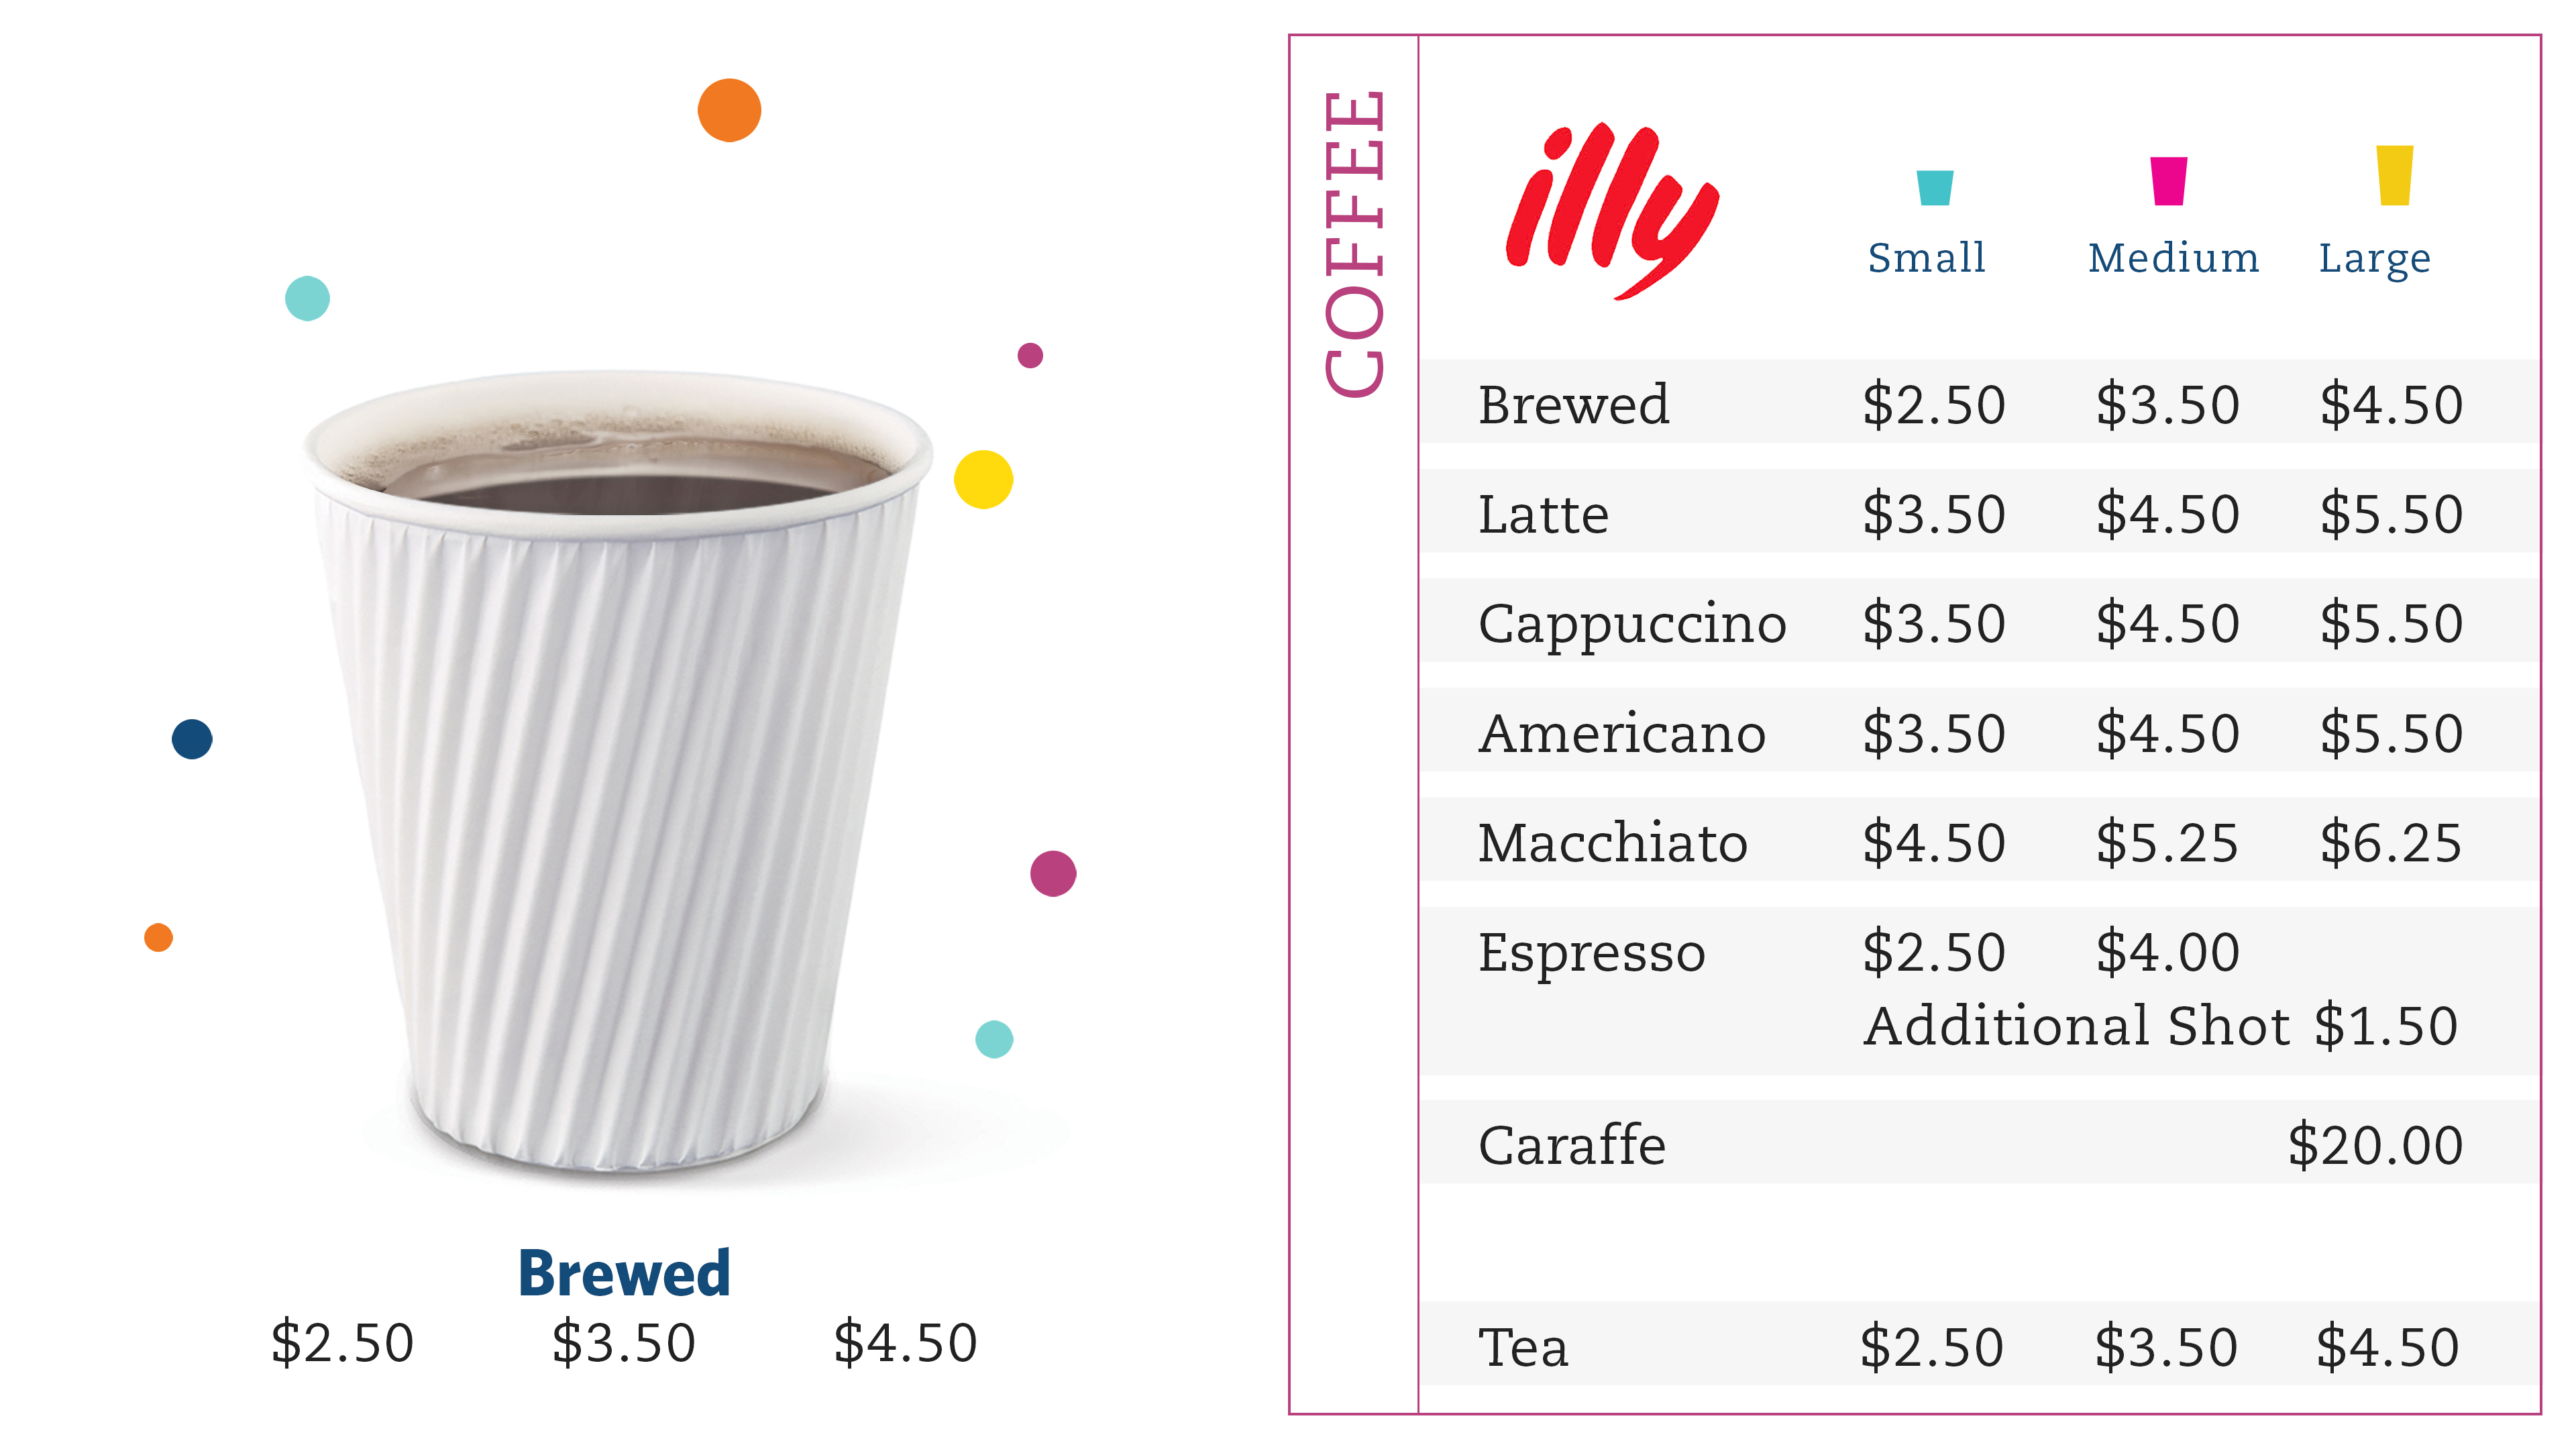 Brewed
$2.50 $3.50 $4.50
COFFEE
illy
Small Medium Large
Brewed $2.50 $3.50 $4.50
Latte $3.50 $4.50 $5.50
Cappuccino $3.50 $4.50 $5.50
Americano $3.50 $4.50 $5.50
Macchiato $4.50 $5.25 $6.25
Espresso $2.50 $4.00
Additional Shot $1.50
Caraffe $20.00
Tea $2.50 $3.50 $4.50